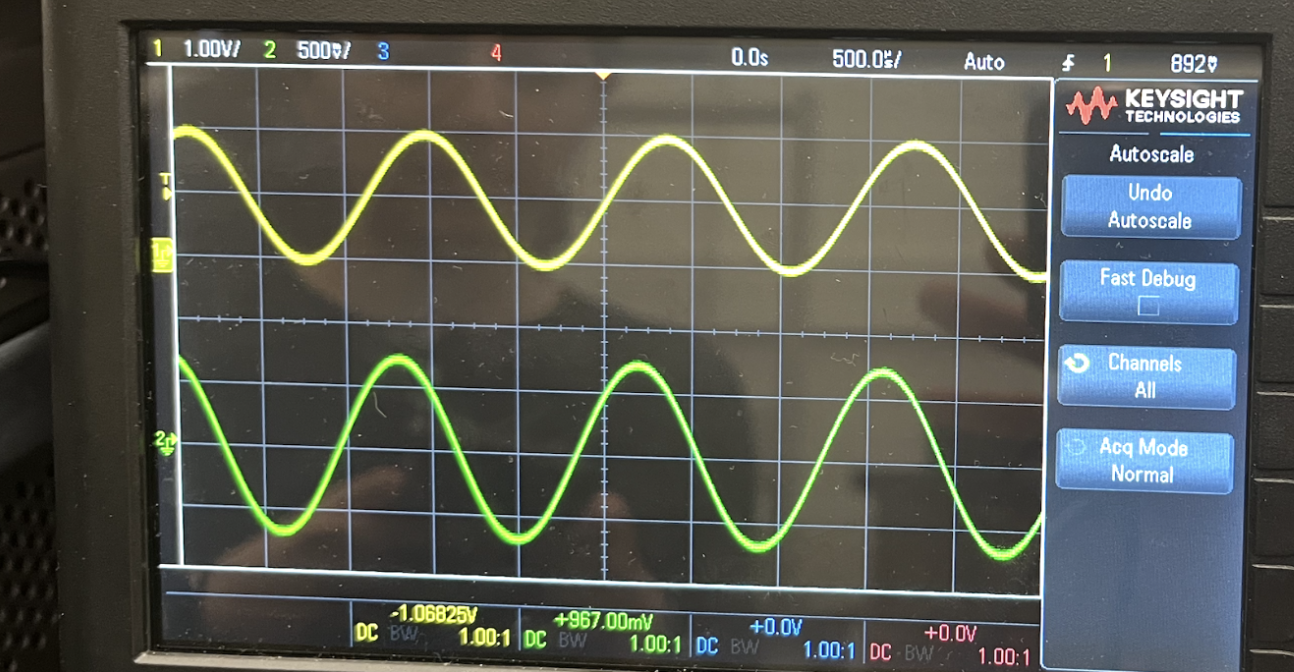 1 1.00V/ 2 500mV/ 3 4 0.0s 500.0us/ Auto 1 892mV
KEYSIGHT
TECHNOLOGIES
Autoscale
Undo
Autoscale
Fast Debug
Channels
All
Acq Mode
Normal
T
2
-1.06825V
DC BW 1.00:1
+967.00mV
DC BW 1.00:1
+0.0V
DC BW 1.00:1
+0.0V
DC BW 1.00:1